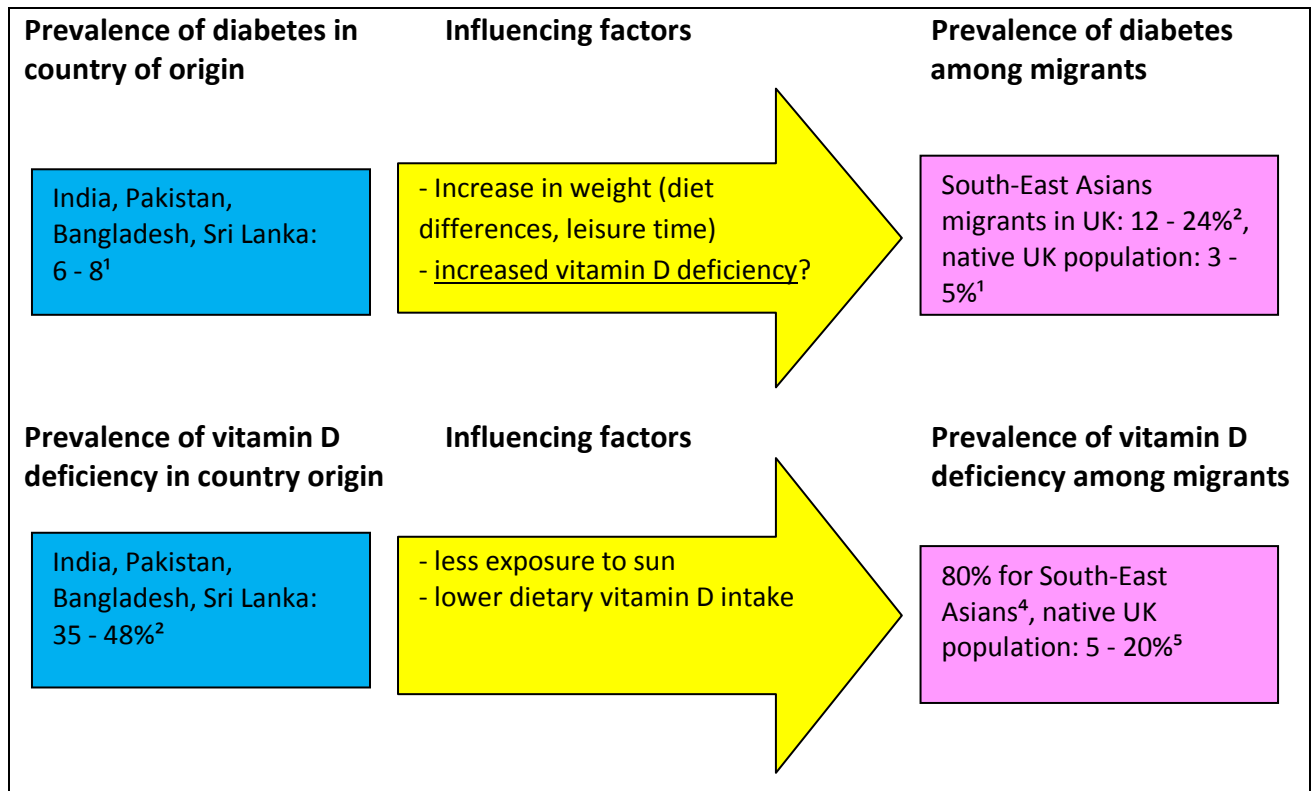 Prevalence of diabetes in
country of origin
Influencing factors
Prevalence of diabetes
among migrants
India, Pakistan,
Bangladesh, Sri Lanka:
6 - 8¹
- Increase in weight (diet
differences, leisure time)
- increased vitamin D deficiency?
South-East Asians
migrants in UK: 12 - 24%²,
native UK population: 3 -
5%¹
Prevalence of vitamin D
deficiency in country origin
Influencing factors
Prevalence of vitamin D
deficiency among migrants
India, Pakistan,
Bangladesh, Sri Lanka:
35 - 48%²
- less exposure to sun
- lower dietary vitamin D intake
80% for South-East
Asians⁴, native UK
population: 5 - 20%⁵